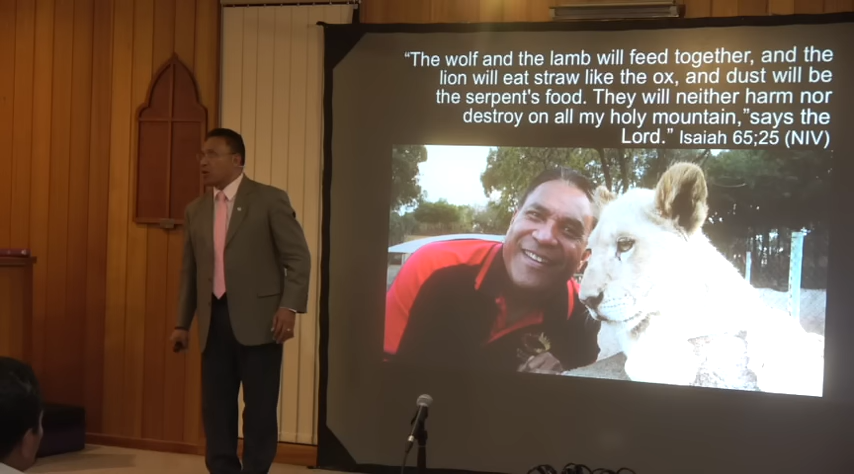 “The wolf and the lamb will feed together, and the
lion will eat straw like the ox, and dust will be
the serpent's food. They will neither harm nor
destroy on all my holy mountain,”says the
Lord.” Isaiah 65;25 (NIV)